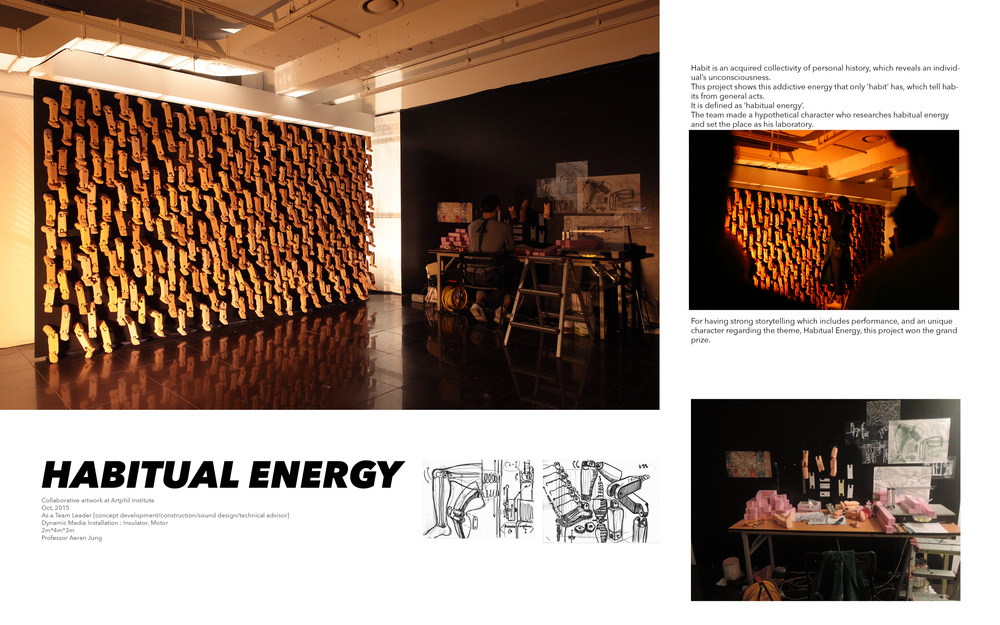 Habit is an acquired collectivity of personal history, which reveals an individ-
ual's unconsciousness.
This project shows this addictive energy that only 'habit' has, which tell hab-
its from general acts.
It is defined as 'habitual energy'.
The team made a hypothetical character who researches habitual energy
and set the place as his laboratory.
For having strong storytelling which includes performance, and an unique
character regarding the theme, Habitual Energy, this project won the grand
prize.
HABITUAL ENERGY
Collaborative artwork at Artphil Institute
Oct, 2015
As a Team Leader [concept development/construction/sound design/technical advisor]
Dynamic Media Installation : Insulator, Motor
2m*4m*3m
Professor Aeran Jung